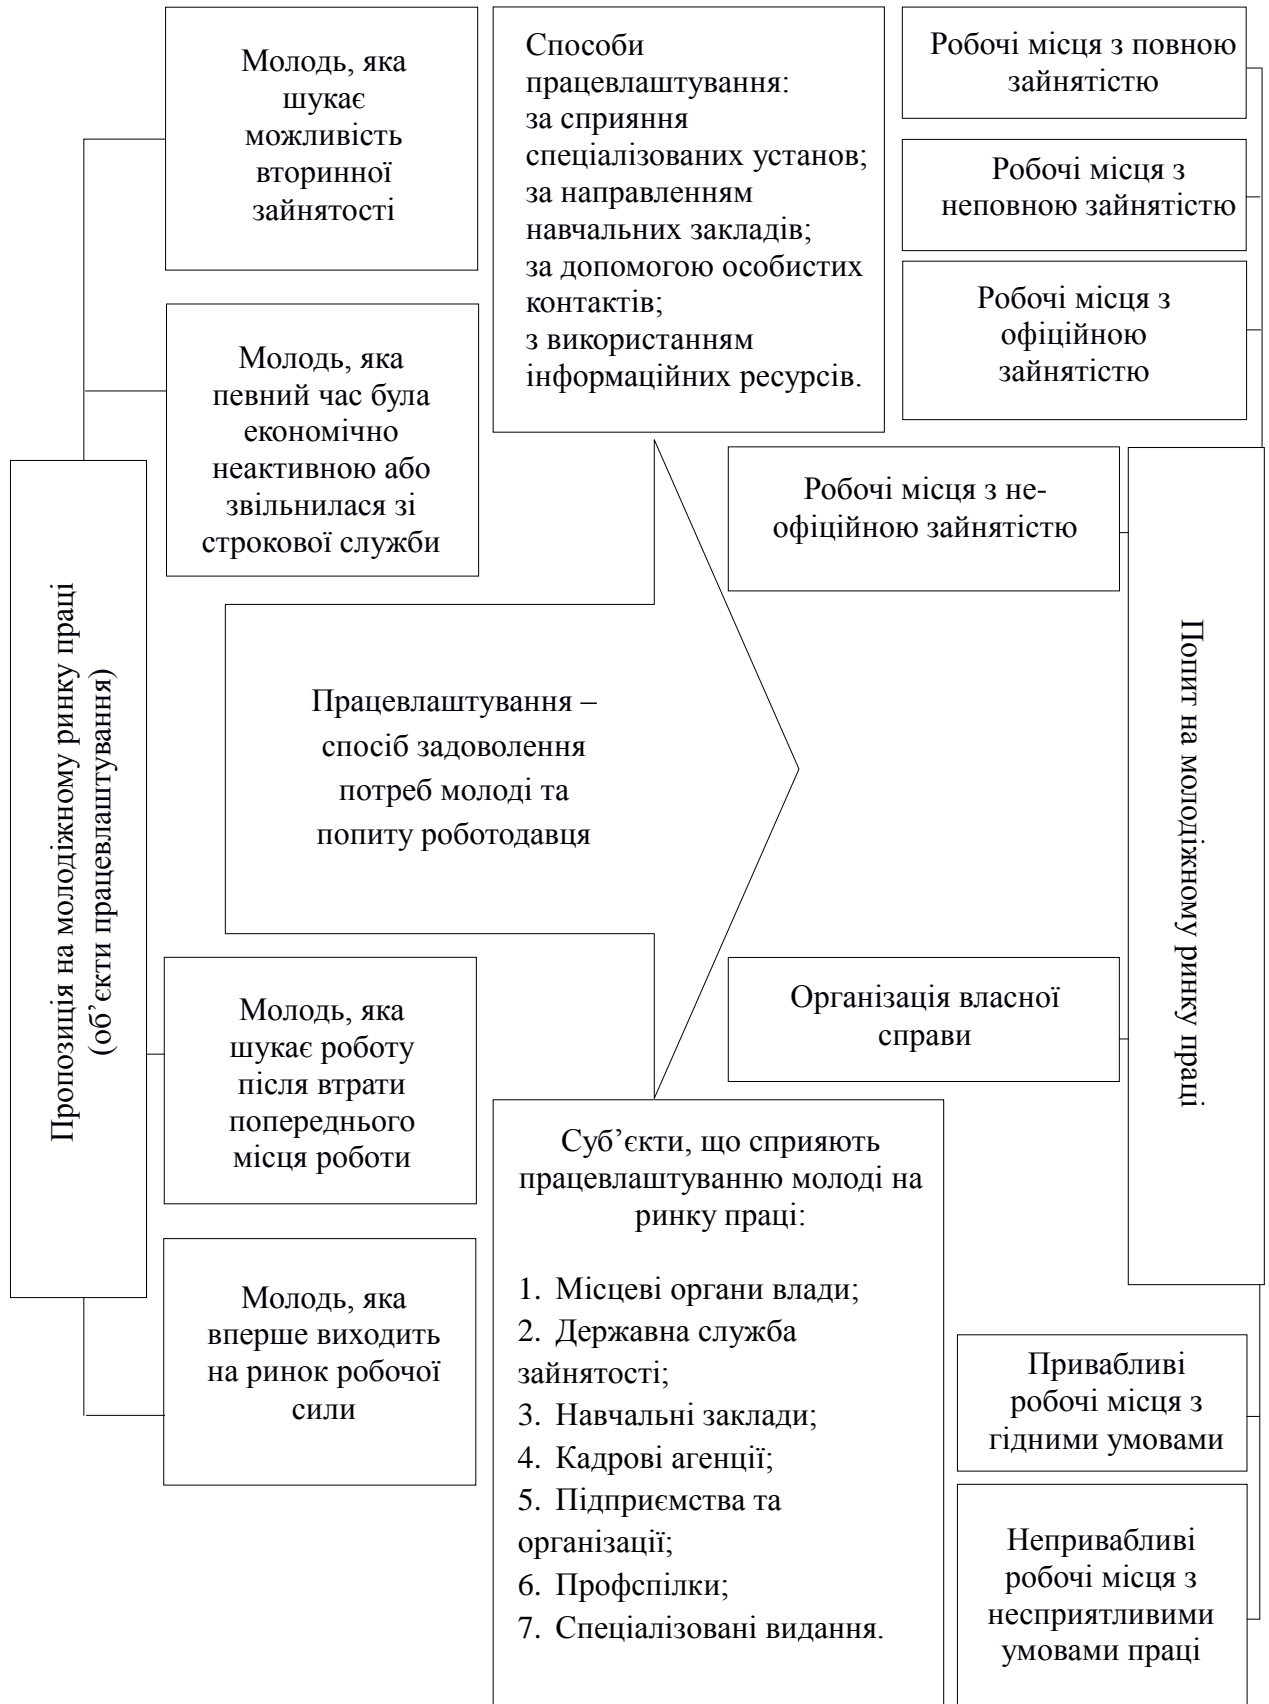 Молодь, яка
шукає
можливість
вторинної
зайнятості
Способи
працевлаштування:
за сприяння
спеціалізованих установ;
за направленням
навчальних закладів;
за допомогою особистих
контактів;
з використанням
інформаційних ресурсів.
Робочі місця з повною
зайнятістю
Робочі місця з
неповною зайнятістю
Робочі місця з
офіційною
зайнятістю
Молодь, яка
певний час була
економічно
неактивною або
звільнилася зі
строкової служби
Робочі місця з не-
офіційною зайнятістю
Пропозиція на молодіжному ринку праці
(об’єкти працевлаштування)
Працевлаштування –
спосіб задоволення
потреб молоді та
попиту роботодавця
Попит на молодіжному ринку праці
Молодь, яка
шукає роботу
після втрати
попереднього
місця роботи
Організація власної
справи
Молодь, яка
вперше виходить
на ринок робочої
сили
Суб’єкти, що сприяють
працевлаштуванню молоді на
ринку праці:
1. Місцеві органи влади;
2. Державна служба
зайнятості;
3. Навчальні заклади;
4. Кадрові агенції;
5. Підприємства та
організації;
6. Профспілки;
7. Спеціалізовані видання.
Привабливі
робочі місця з
гідними умовами
Непривабливі
робочі місця з
несприятливими
умовами праці